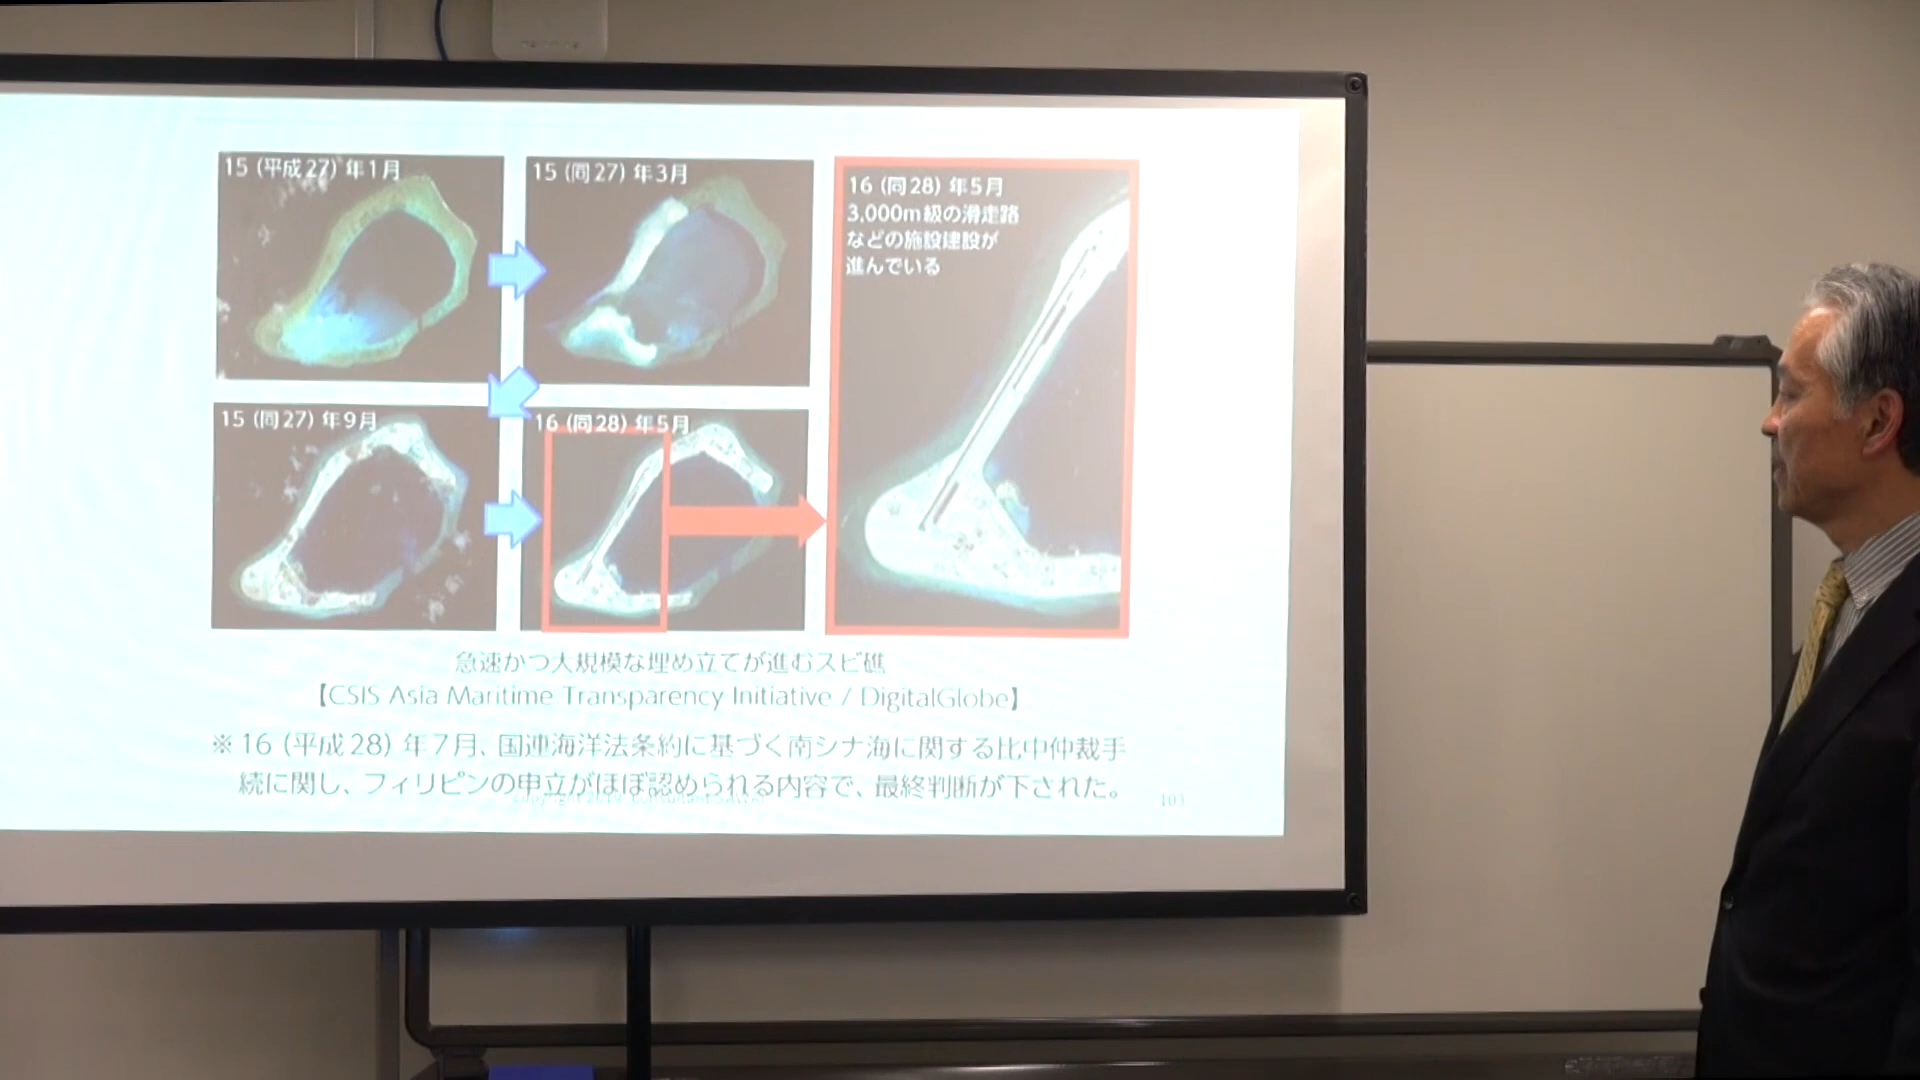 15 (平成27) 年1月
15 (同27) 年3月
16 (同28) 年5月
3,000m級の滑走路
などの施設建設が
進んでいる
15 (同27) 年9月
16 (同28) 年5月
急速かつ大規模な埋め立てが進むスビ礁
【CSIS Asia Maritime Transparency Initiative / DigitalGlobe】
※16 (平成28) 年7月、国連海洋法条約に基づく南シナ海に関する比中仲裁手
続に関し、フィリピンの申立がほぼ認められる内容で、最終判断が下された。
103